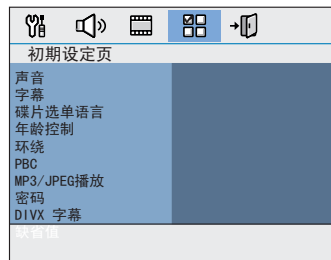 初期设定页
声音
字幕
碟片选单语言
年龄控制
环绕
PBC
MP3/JPEG播放
密码
DIVX 字幕
缺省值